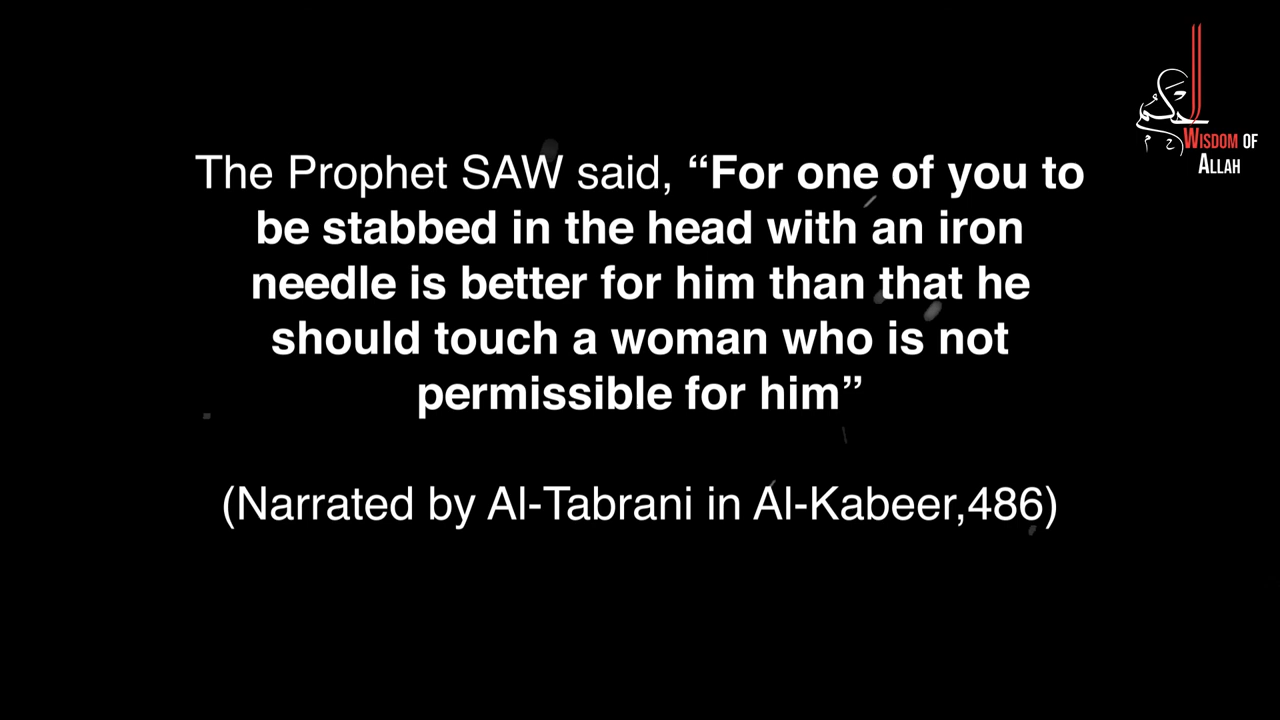 The Prophet SAW said, “For one of you to
be stabbed in the head with an iron
needle is better for him than that he
should touch a woman who is not
permissible for him”
(Narrated by Al-Tabrani in Al-Kabeer,486)
WISDOM OF
ALLAH